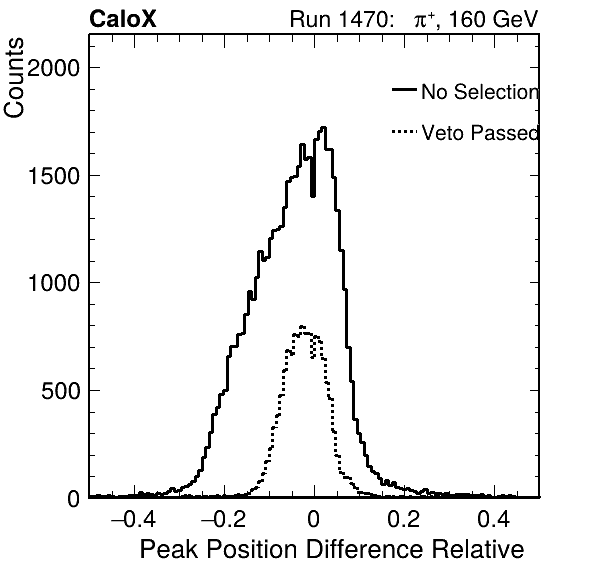 CaloX Run 1470: π⁺, 160 GeV
Counts
2000
1500
1000
500
0
No Selection
Veto Passed
−0.4 −0.2 0 0.2 0.4
Peak Position Difference Relative